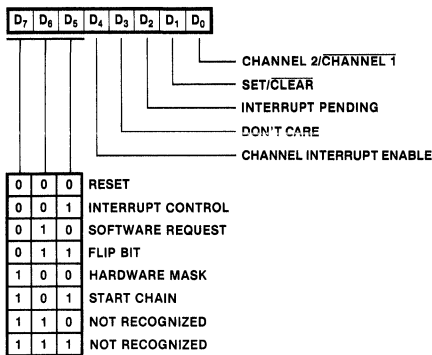 D7 D6 D5 D4 D3 D2 D1 D0
CHANNEL 2/CHANNEL 1
SET/CLEAR
INTERRUPT PENDING
DON'T CARE
CHANNEL INTERRUPT ENABLE
0 0 0 RESET
0 0 1 INTERRUPT CONTROL
0 1 0 SOFTWARE REQUEST
0 1 1 FLIP BIT
1 0 0 HARDWARE MASK
1 0 1 START CHAIN
1 1 0 NOT RECOGNIZED
1 1 1 NOT RECOGNIZED